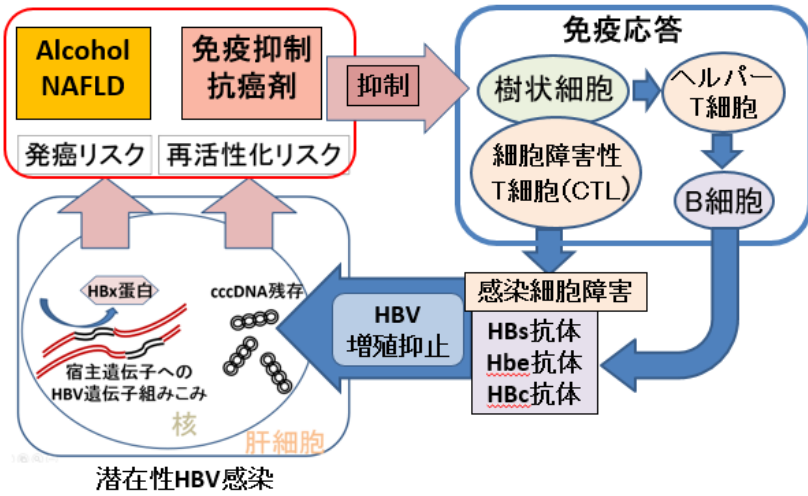 Alcohol
NAFLD
免疫抑制
抗癌剤
発癌リスク
再活性化リスク
抑制
免疫応答
樹状細胞
ヘルパー
T細胞
細胞障害性
T細胞(CTL)
B細胞
感染細胞障害
HBs抗体
Hbe抗体
HBc抗体
HBV
増殖抑止
HBx蛋白
cccDNA残存
宿主遺伝子への
HBV遺伝子組みこみ
核
肝細胞
潜在性HBV感染